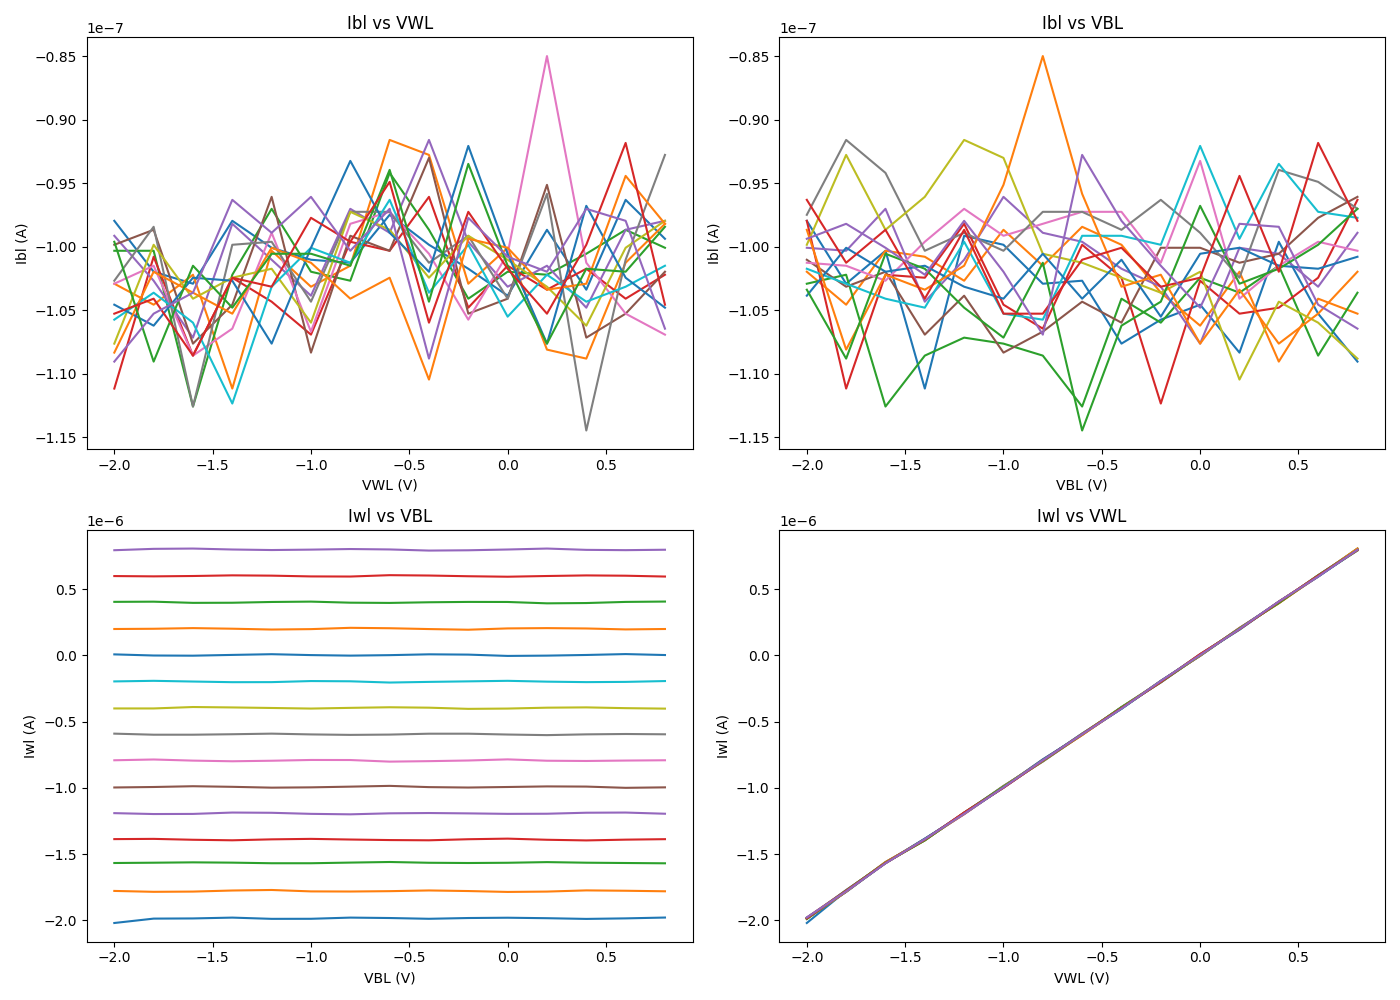 Ibl vs VWL
1e−7
Ibl (A)
−0.85
−0.90
−0.95
−1.00
−1.05
−1.10
−1.15
−2.0 −1.5 −1.0 −0.5 0.0 0.5
VWL (V)
Ibl vs VBL
1e−7
Ibl (A)
−0.85
−0.90
−0.95
−1.00
−1.05
−1.10
−1.15
−2.0 −1.5 −1.0 −0.5 0.0 0.5
VBL (V)
Iwl vs VBL
1e−6
Iwl (A)
0.5
0.0
−0.5
−1.0
−1.5
−2.0
−2.0 −1.5 −1.0 −0.5 0.0 0.5
VBL (V)
Iwl vs VWL
1e−6
Iwl (A)
0.5
0.0
−0.5
−1.0
−1.5
−2.0
−2.0 −1.5 −1.0 −0.5 0.0 0.5
VWL (V)